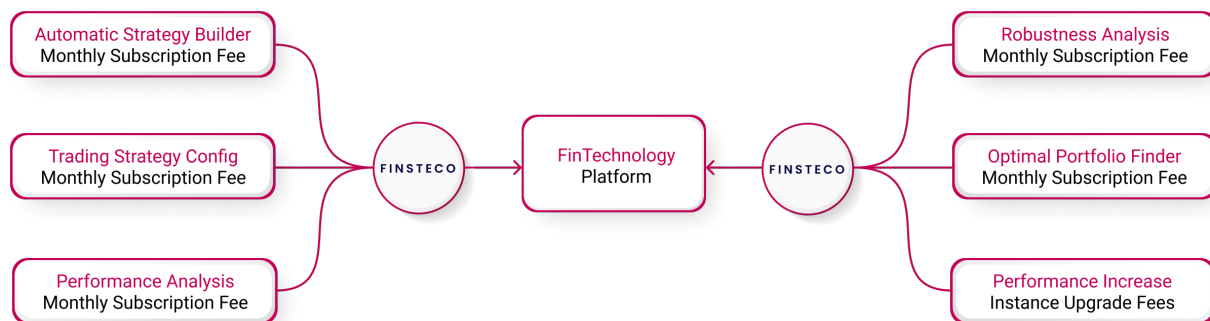 Automatic Strategy Builder
Monthly Subscription Fee
Trading Strategy Config
Monthly Subscription Fee
Performance Analysis
Monthly Subscription Fee
FINSTECO
FinTechnology
Platform
FINSTECO
Robustness Analysis
Monthly Subscription Fee
Optimal Portfolio Finder
Monthly Subscription Fee
Performance Increase
Instance Upgrade Fees